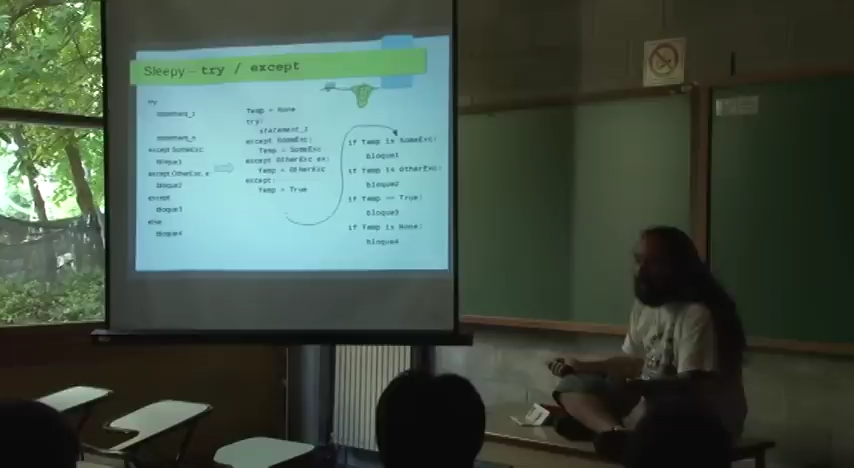 Sleepy – try / except
try
statement_1
statement_n
except SomeExc
bloque1
except OtherExc, e
bloque2
except
bloque3
else
bloque4
Temp = None
try:
statement_1
except SomeExc:
Temp = SomeExc
except OtherExc ex:
Temp = OtherExc
except:
Temp = True
if Temp is SomeExc:
bloque1
if Temp is OtherExc:
bloque2
if Temp == True:
bloque3
if Temp is None:
bloque4